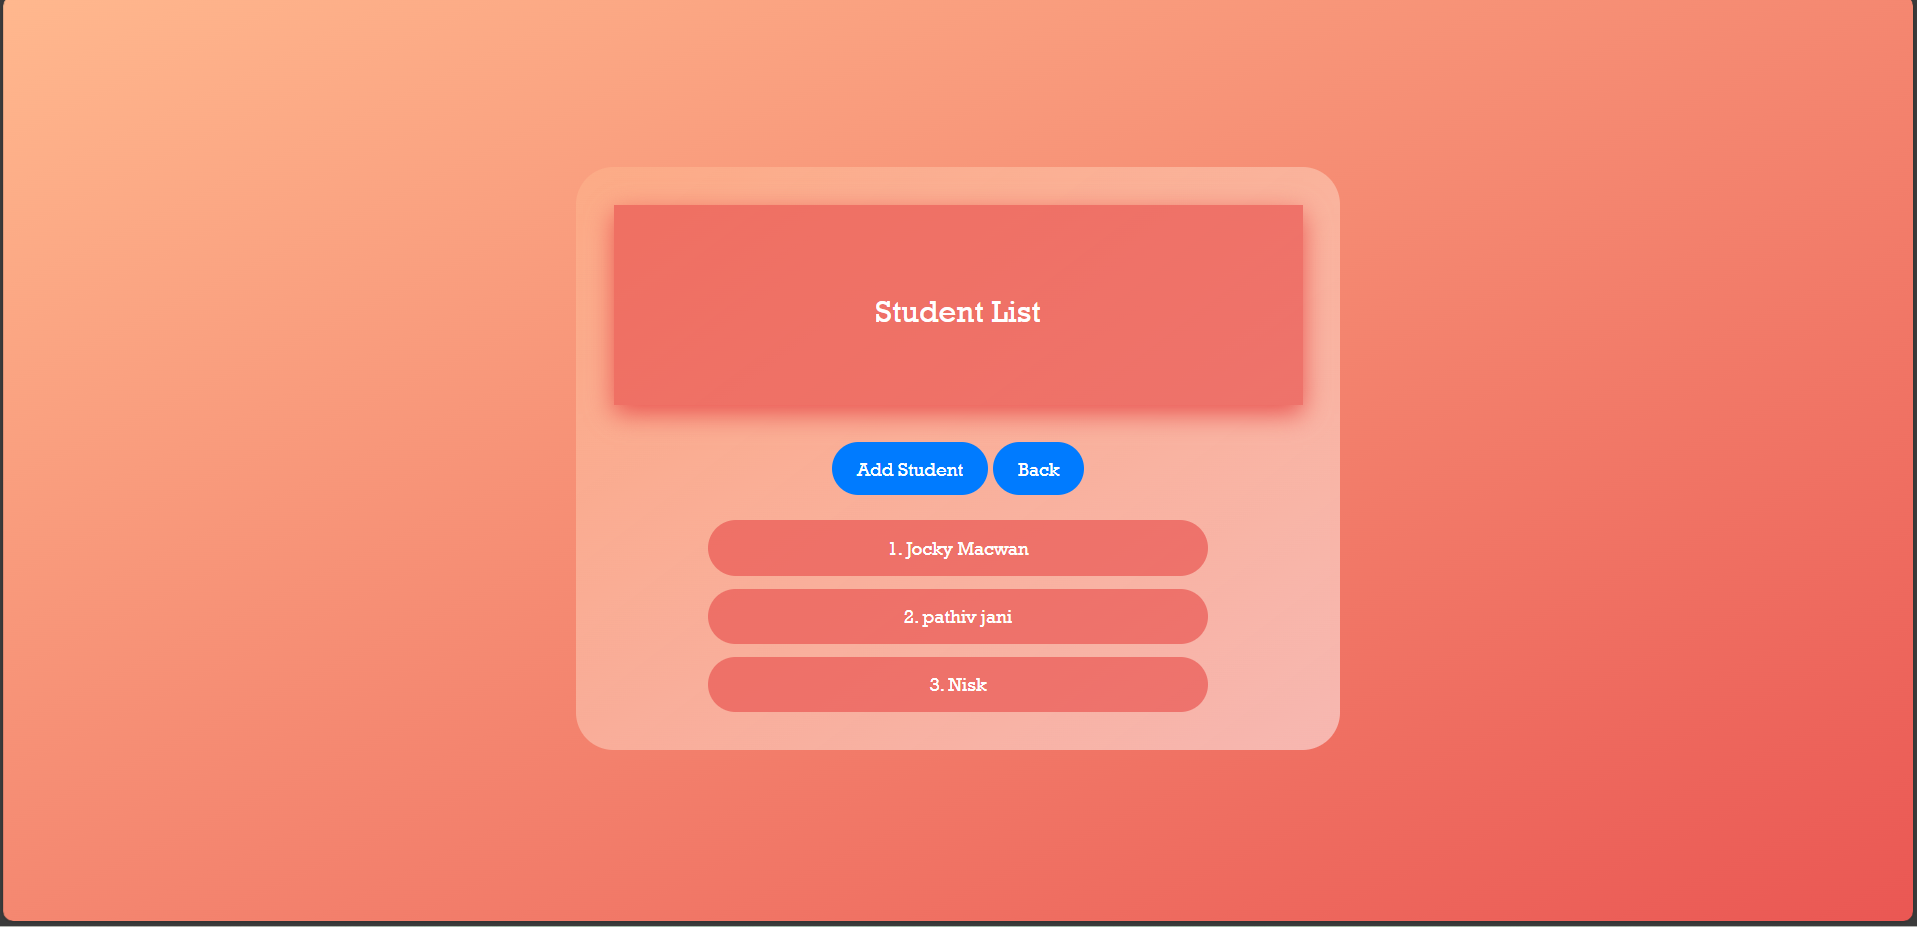 Student List
Add Student Back
1. Jocky Macwan
2. pathiv jani
3. Nisk